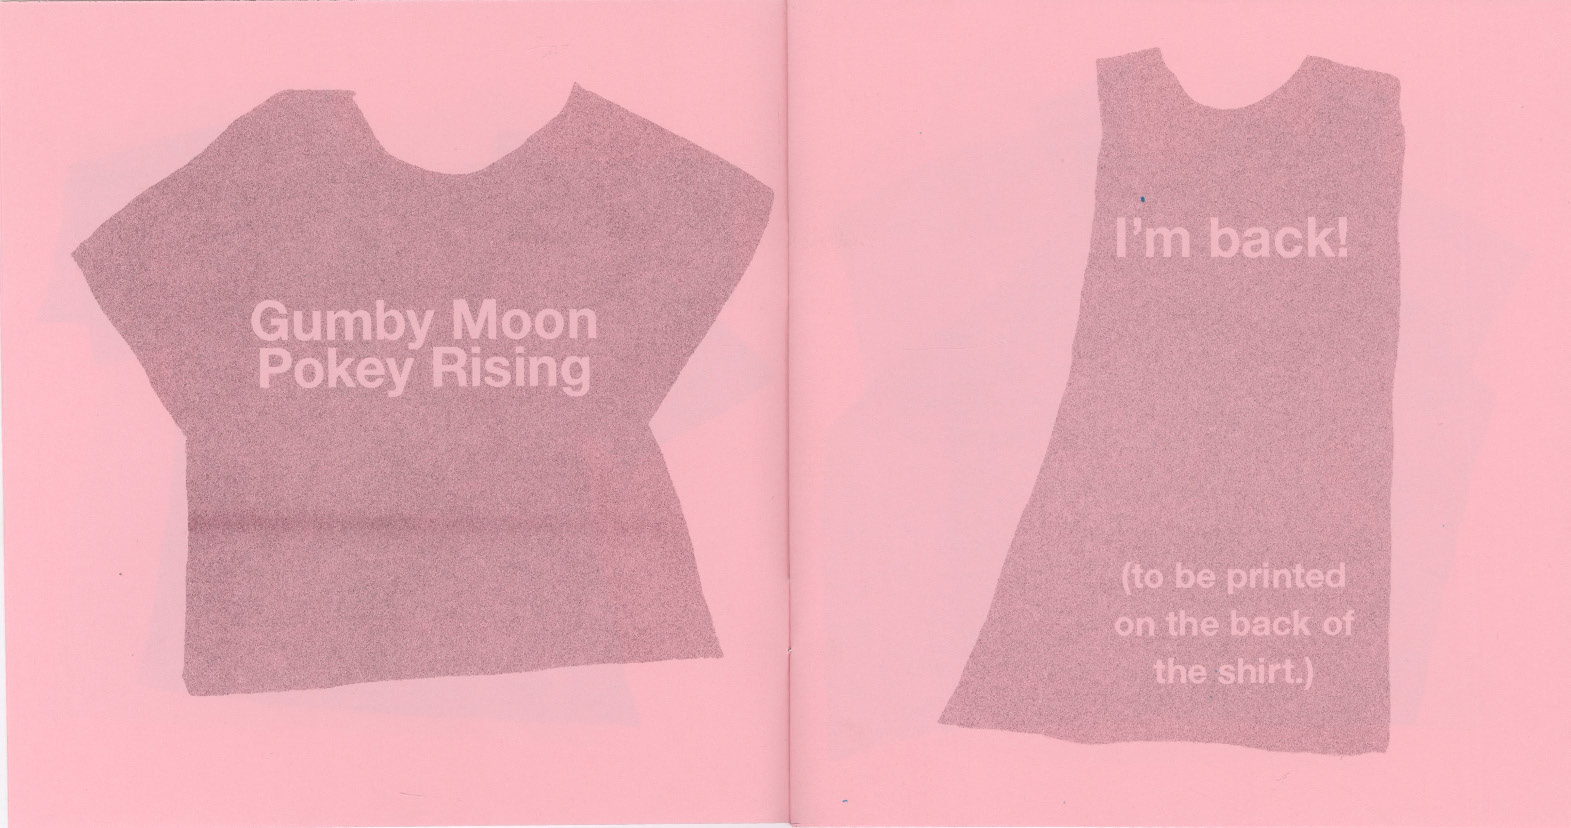 Gumby Moon
Pokey Rising
I'm back!
(to be printed
on the back of
the shirt.)